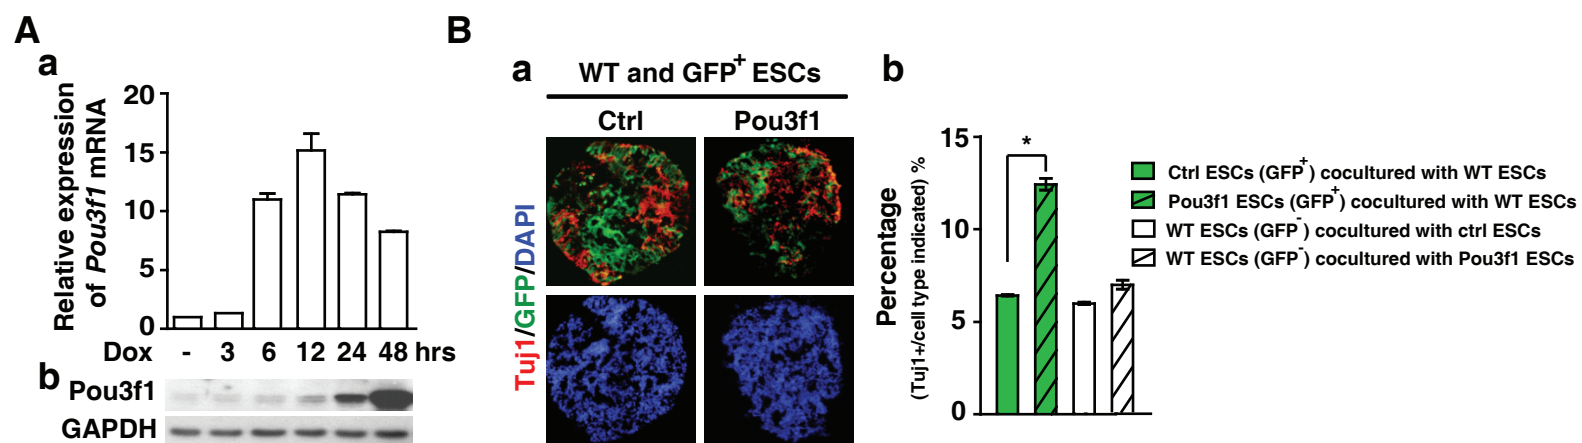 A
a
Relative expression
of Pou3f1 mRNA
20
15
10
5
0
Dox - 3 6 12 24 48 hrs
b
Pou3f1
GAPDH
B
a
WT and GFP+ ESCs
Ctrl Pou3f1
Tuj1/GFP/DAPI
b
Percentage
(Tuj1+/cell type indicated) %
15
10
5
0
*
Ctrl ESCs (GFP+) cocultured with WT ESCs
Pou3f1 ESCs (GFP+) cocultured with WT ESCs
WT ESCs (GFP-) cocultured with ctrl ESCs
WT ESCs (GFP-) cocultured with Pou3f1 ESCs